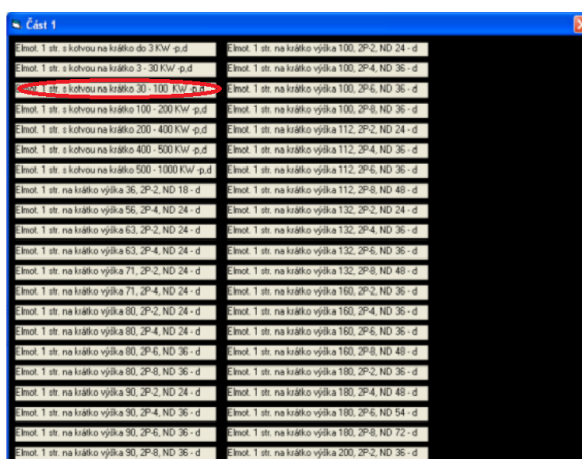 Část 1
Elmot. 1 str. s kotvou na krátko do 3 KW -p,d
Elmot. 1 str. s kotvou na krátko 3 - 30 KW -p,d
Elmot. 1 str. s kotvou na krátko 30 - 100 KW -p,d
Elmot. 1 str. s kotvou na krátko 100 - 200 KW -p,d
Elmot. 1 str. s kotvou na krátko 200 - 400 KW -p,d
Elmot. 1 str. s kotvou na krátko 400 - 500 KW -p,d
Elmot. 1 str. s kotvou na krátko 500 - 1000 KW -p,d
Elmot. 1 str. na krátko výška 36, 2P-2, ND 18 - d
Elmot. 1 str. na krátko výška 56, 2P-4, ND 24 - d
Elmot. 1 str. na krátko výška 63, 2P-2, ND 24 - d
Elmot. 1 str. na krátko výška 63, 2P-4, ND 24 - d
Elmot. 1 str. na krátko výška 71, 2P-2, ND 24 - d
Elmot. 1 str. na krátko výška 71, 2P-4, ND 24 - d
Elmot. 1 str. na krátko výška 80, 2P-2, ND 24 - d
Elmot. 1 str. na krátko výška 80, 2P-4, ND 24 - d
Elmot. 1 str. na krátko výška 80, 2P-6, ND 36 - d
Elmot. 1 str. na krátko výška 80, 2P-8, ND 36 - d
Elmot. 1 str. na krátko výška 90, 2P-2, ND 24 - d
Elmot. 1 str. na krátko výška 90, 2P-4, ND 36 - d
Elmot. 1 str. na krátko výška 90, 2P-6, ND 36 - d
Elmot. 1 str. na krátko výška 90, 2P-8, ND 36 - d
Elmot. 1 str. na krátko výška 100, 2P-2, ND 24 - d
Elmot. 1 str. na krátko výška 100, 2P-4, ND 36 - d
Elmot. 1 str. na krátko výška 100, 2P-6, ND 36 - d
Elmot. 1 str. na krátko výška 100, 2P-8, ND 36 - d
Elmot. 1 str. na krátko výška 112, 2P-2, ND 24 - d
Elmot. 1 str. na krátko výška 112, 2P-4, ND 36 - d
Elmot. 1 str. na krátko výška 112, 2P-6, ND 36 - d
Elmot. 1 str. na krátko výška 112, 2P-8, ND 48 - d
Elmot. 1 str. na krátko výška 132, 2P-2, ND 24 - d
Elmot. 1 str. na krátko výška 132, 2P-4, ND 36 - d
Elmot. 1 str. na krátko výška 132, 2P-6, ND 36 - d
Elmot. 1 str. na krátko výška 132, 2P-8, ND 48 - d
Elmot. 1 str. na krátko výška 160, 2P-2, ND 36 - d
Elmot. 1 str. na krátko výška 160, 2P-4, ND 36 - d
Elmot. 1 str. na krátko výška 160, 2P-6, ND 36 - d
Elmot. 1 str. na krátko výška 160, 2P-8, ND 48 - d
Elmot. 1 str. na krátko výška 180, 2P-2, ND 36 - d
Elmot. 1 str. na krátko výška 180, 2P-4, ND 48 - d
Elmot. 1 str. na krátko výška 180, 2P-6, ND 54 - d
Elmot. 1 str. na krátko výška 180, 2P-8, ND 72 - d
Elmot. 1 str. na krátko výška 200, 2P-2, ND 36 - d